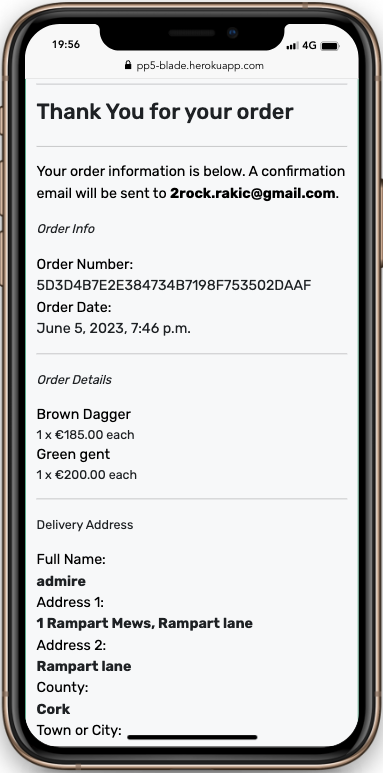 19:56
4G
pp5-blade.herokuapp.com
Thank You for your order
Your order information is below. A confirmation
email will be sent to 2rock.rakic@gmail.com.
Order Info
Order Number:
5D3D4B7E2E384734B7198F753502DAAF
Order Date:
June 5, 2023, 7:46 p.m.
Order Details
Brown Dagger
1 x €185.00 each
Green gent
1 x €200.00 each
Delivery Address
Full Name:
admire
Address 1:
1 Rampart Mews, Rampart lane
Address 2:
Rampart lane
County:
Cork
Town or City: